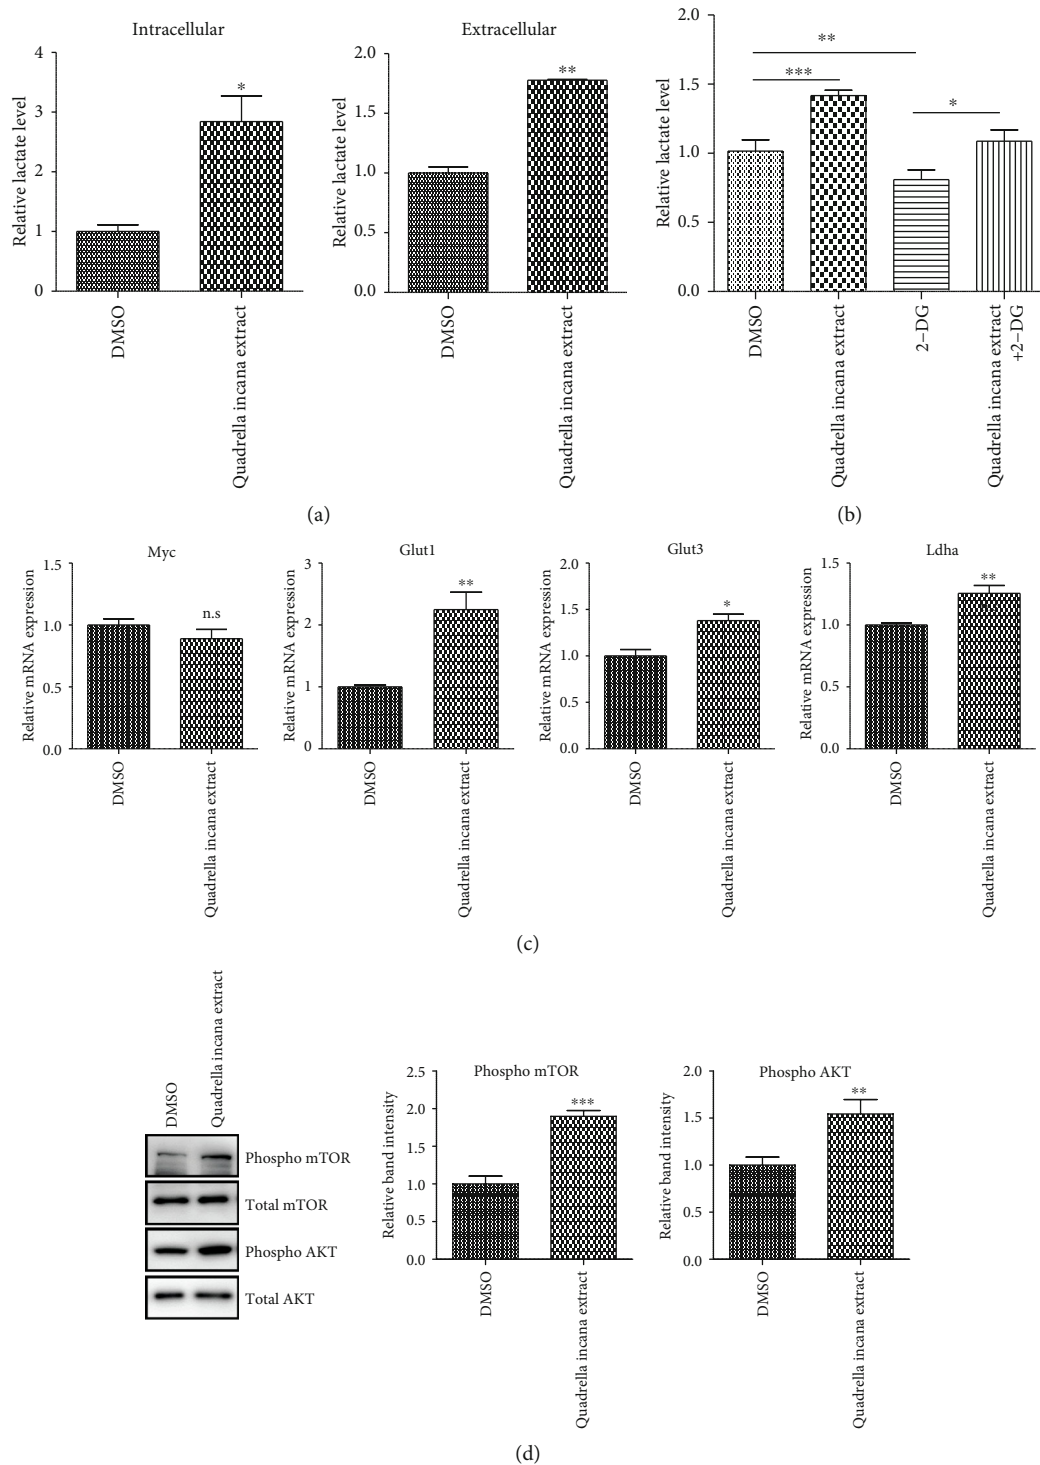 Intracellular
Relative lactate level
4
3
2
1
0
*
DMSO
Quadrella incana extract
Extracellular
Relative lactate level
2.0
1.5
1.0
0.5
0.0
**
DMSO
Quadrella incana extract
(a)
Relative lactate level
2.0
1.5
1.0
0.5
0.0
**
***
*
DMSO
Quadrella incana extract
2−DG
Quadrella incana extract
+2−DG
(b)
Myc
Relative mRNA expression
1.5
1.0
0.5
0.0
n.s
DMSO
Quadrella incana extract
Glut1
Relative mRNA expression
3
2
1
0
**
DMSO
Quadrella incana extract
Glut3
Relative mRNA expression
2.0
1.5
1.0
0.5
0.0
*
DMSO
Quadrella incana extract
Ldha
Relative mRNA expression
1.5
1.0
0.5
0.0
**
DMSO
Quadrella incana extract
(c)
DMSO
Quadrella incana extract
Phospho mTOR
Total mTOR
Phospho AKT
Total AKT
Phospho mTOR
Relative band intensity
2.5
2.0
1.5
1.0
0.5
0.0
***
DMSO
Quadrella incana extract
Phospho AKT
Relative band intensity
2.0
1.5
1.0
0.5
0.0
**
DMSO
Quadrella incana extract
(d)